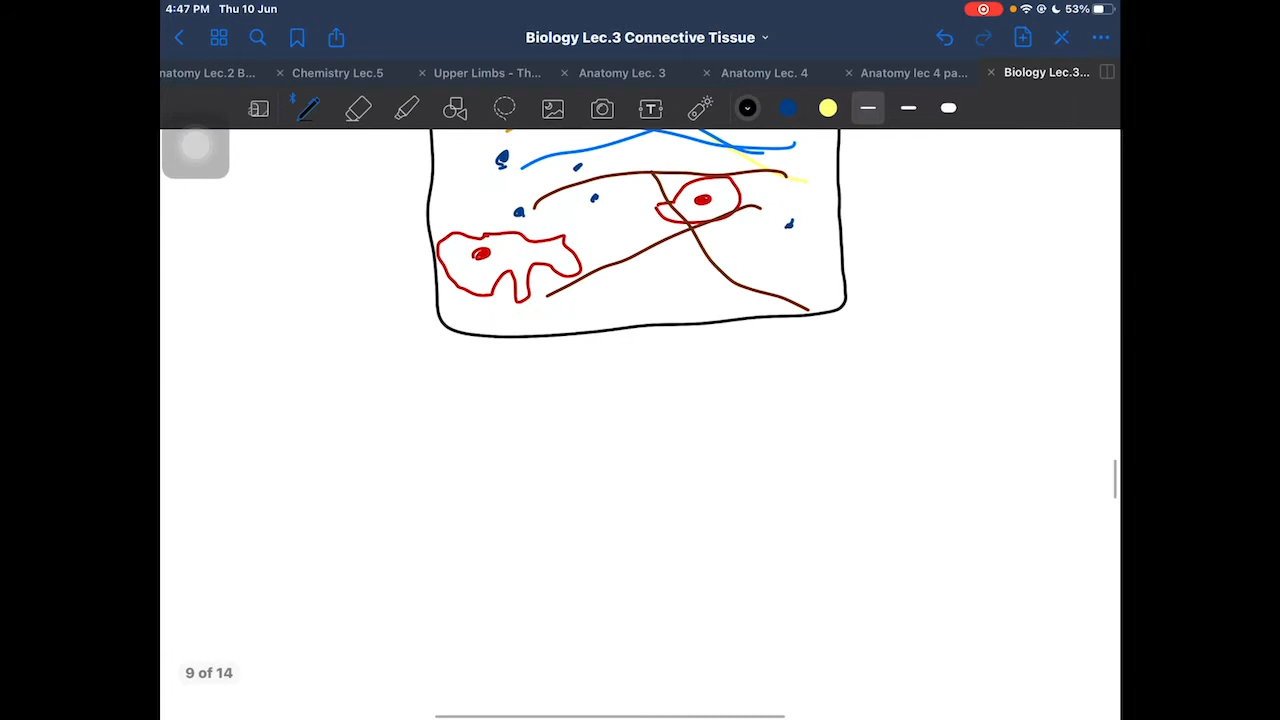 4:47 PM Thu 10 Jun
53%
Biology Lec.3 Connective Tissue
natomy Lec.2 B...
Chemistry Lec.5
Upper Limbs - Th...
Anatomy Lec. 3
Anatomy Lec. 4
Anatomy lec 4 pa...
Biology Lec.3...
T
9 of 14